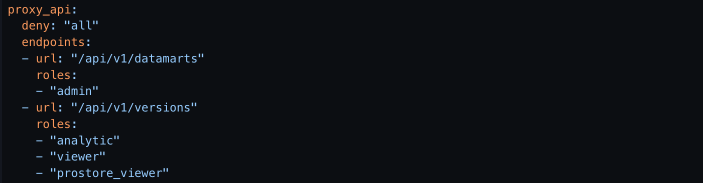 proxy_api:
  deny: "all"
  endpoints:
  - url: "/api/v1/datamarts"
    roles:
    - "admin"
  - url: "/api/v1/versions"
    roles:
    - "analytic"
    - "viewer"
    - "prostore_viewer"